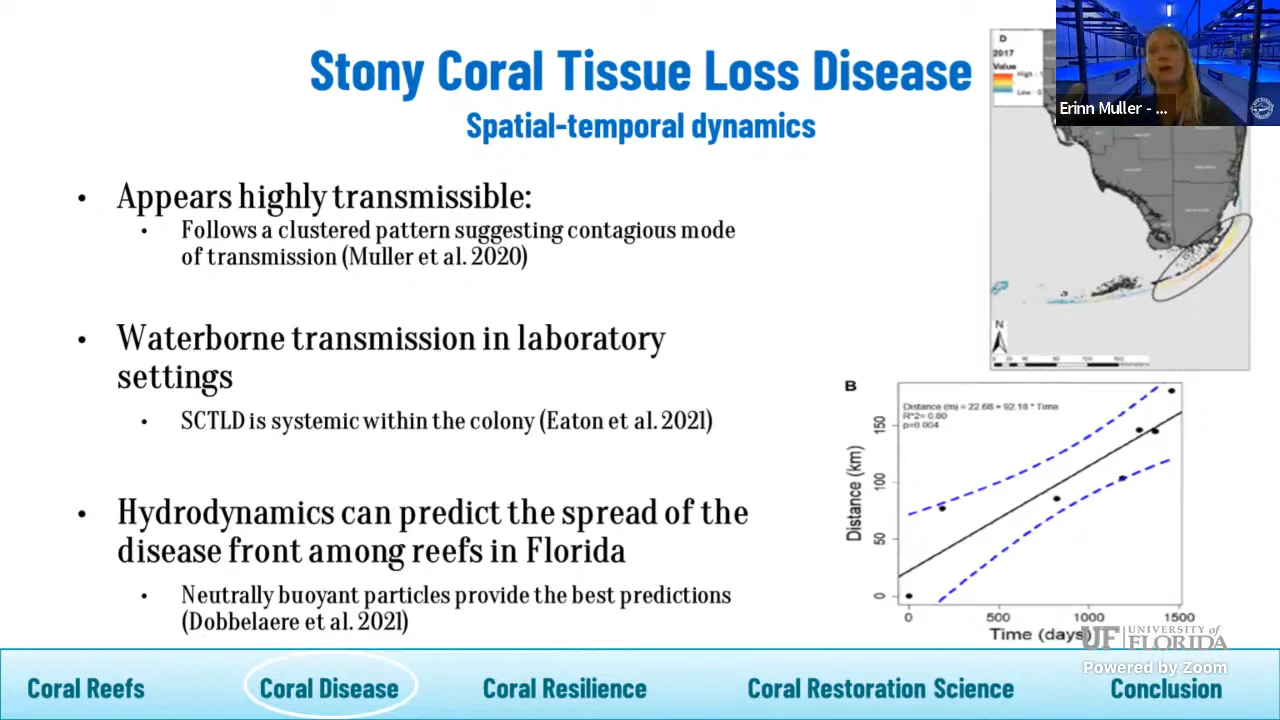 Stony Coral Tissue Loss Disease
Spatial-temporal dynamics
• Appears highly transmissible:
• Follows a clustered pattern suggesting contagious mode
of transmission (Muller et al. 2020)
• Waterborne transmission in laboratory
settings
• SCTLD is systemic within the colony (Eaton et al. 2021)
• Hydrodynamics can predict the spread of the
disease front among reefs in Florida
• Neutrally buoyant particles provide the best predictions
(Dobbelaere et al. 2021)
D
2017
Value
High :
Low :
N
Erinn Muller - ...
B
Distance (m) = 22.68 + 92.18 * Time
R^2= 0.80
p=0.004
Distance (km)
150
100
50
0
0 500 1000 1500
Time (days)
UF UNIVERSITY of
FLORIDA
Powered by Zoom
Coral Reefs Coral Disease Coral Resilience Coral Restoration Science Conclusion